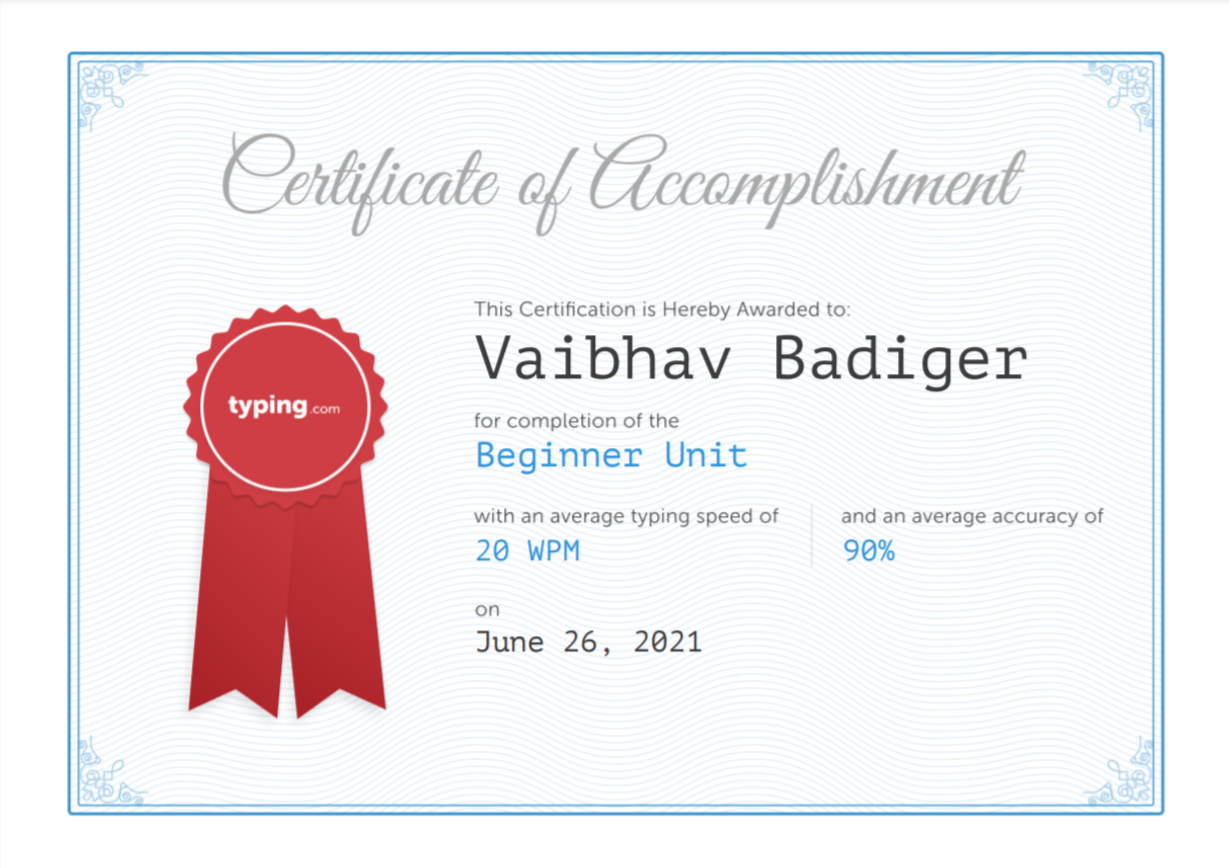 Certificate of Accomplishment
This Certification is Hereby Awarded to:
Vaibhav Badiger
typing.com
for completion of the
Beginner Unit
with an average typing speed of
20 WPM
and an average accuracy of
90%
on
June 26, 2021